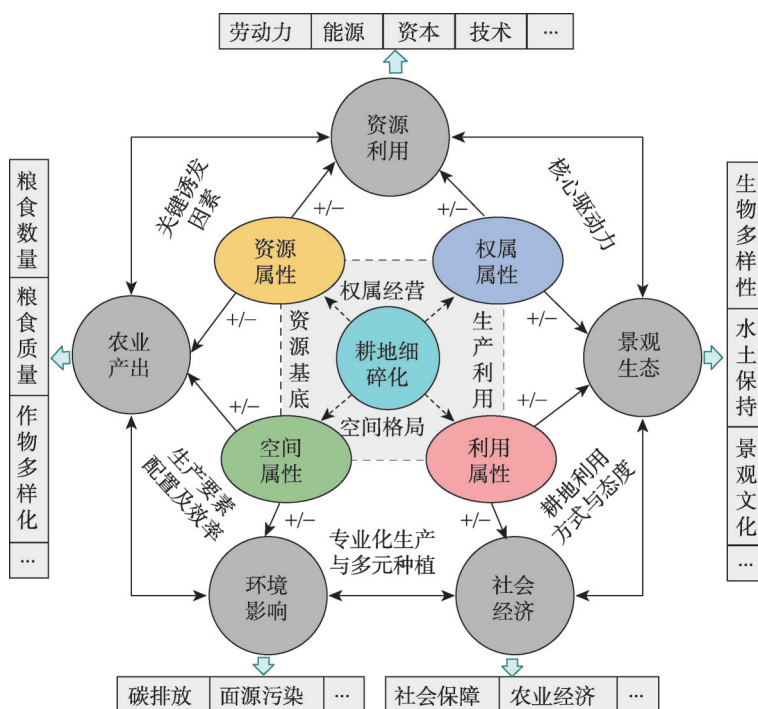 劳动力 能源 资本 技术 ...
资源
利用
关键诱发
因素
核心驱动力
+/−
+/−
粮食数量
粮食质量
作物多样化
...
生物多样性
水土保持
景观文化
...
资源
属性
权属
属性
权属经营
资源基底
生产利用
耕地细
碎化
空间格局
+/−
+/−
农业
产出
景观
生态
+/−
+/−
空间
属性
利用
属性
生产要素
配置及效率
耕地利用
方式与态度
+/−
+/−
专业化生产
与多元种植
环境
影响
社会
经济
碳排放 面源污染 ...
社会保障 农业经济 ...